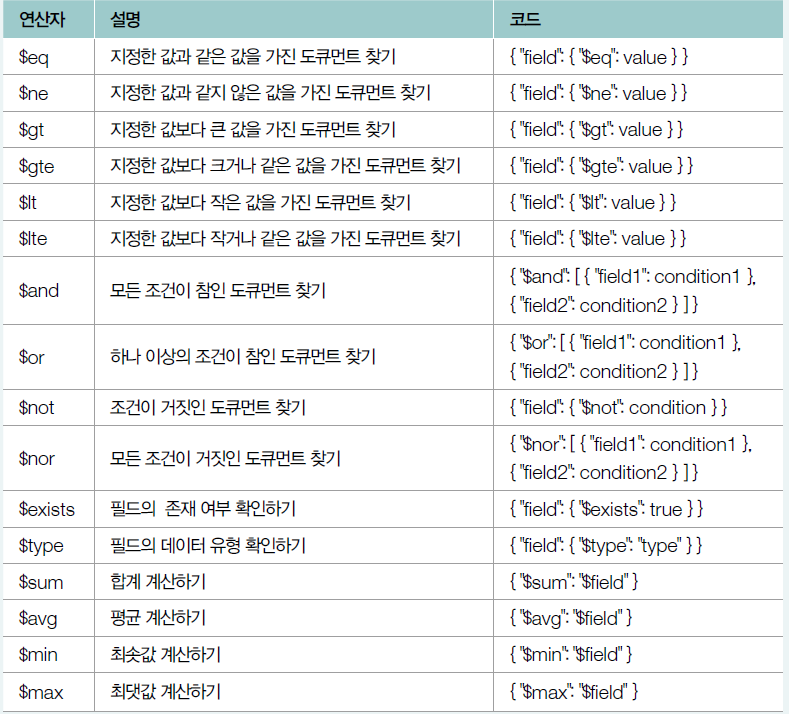 연산자 설명 코드
$eq 지정한 값과 같은 값을 가진 도큐먼트 찾기 { "field": { "$eq": value } }
$ne 지정한 값과 같지 않은 값을 가진 도큐먼트 찾기 { "field": { "$ne": value } }
$gt 지정한 값보다 큰 값을 가진 도큐먼트 찾기 { "field": { "$gt": value } }
$gte 지정한 값보다 크거나 같은 값을 가진 도큐먼트 찾기 { "field": { "$gte": value } }
$lt 지정한 값보다 작은 값을 가진 도큐먼트 찾기 { "field": { "$lt": value } }
$lte 지정한 값보다 작거나 같은 값을 가진 도큐먼트 찾기 { "field": { "$lte": value } }
$and 모든 조건이 참인 도큐먼트 찾기 { "$and": [ { "field1": condition1 },
{ "field2": condition2 } ] }
$or 하나 이상의 조건이 참인 도큐먼트 찾기 { "$or": [ { "field1": condition1 },
{ "field2": condition2 } ] }
$not 조건이 거짓인 도큐먼트 찾기 { "field": { "$not": condition } }
$nor 모든 조건이 거짓인 도큐먼트 찾기 { "$nor": [ { "field1": condition1 },
{ "field2": condition2 } ] }
$exists 필드의 존재 여부 확인하기 { "field": { "$exists": true } }
$type 필드의 데이터 유형 확인하기 { "field": { "$type": "type" } }
$sum 합계 계산하기 { "$sum": "$field" }
$avg 평균 계산하기 { "$avg": "$field" }
$min 최솟값 계산하기 { "$min": "$field" }
$max 최댓값 계산하기 { "$max": "$field" }